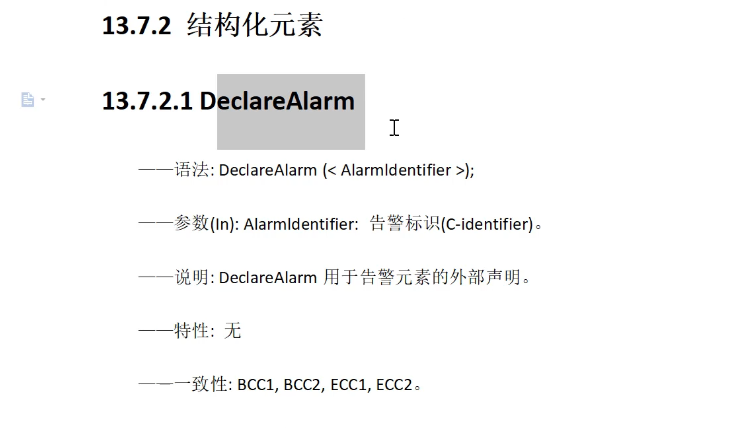 13.7.2 结构化元素
13.7.2.1 DeclareAlarm
——语法: DeclareAlarm (< AlarmIdentifier >);
——参数(In): AlarmIdentifier: 告警标识(C-identifier)。
——说明: DeclareAlarm 用于告警元素的外部声明。
——特性: 无
——一致性: BCC1, BCC2, ECC1, ECC2。